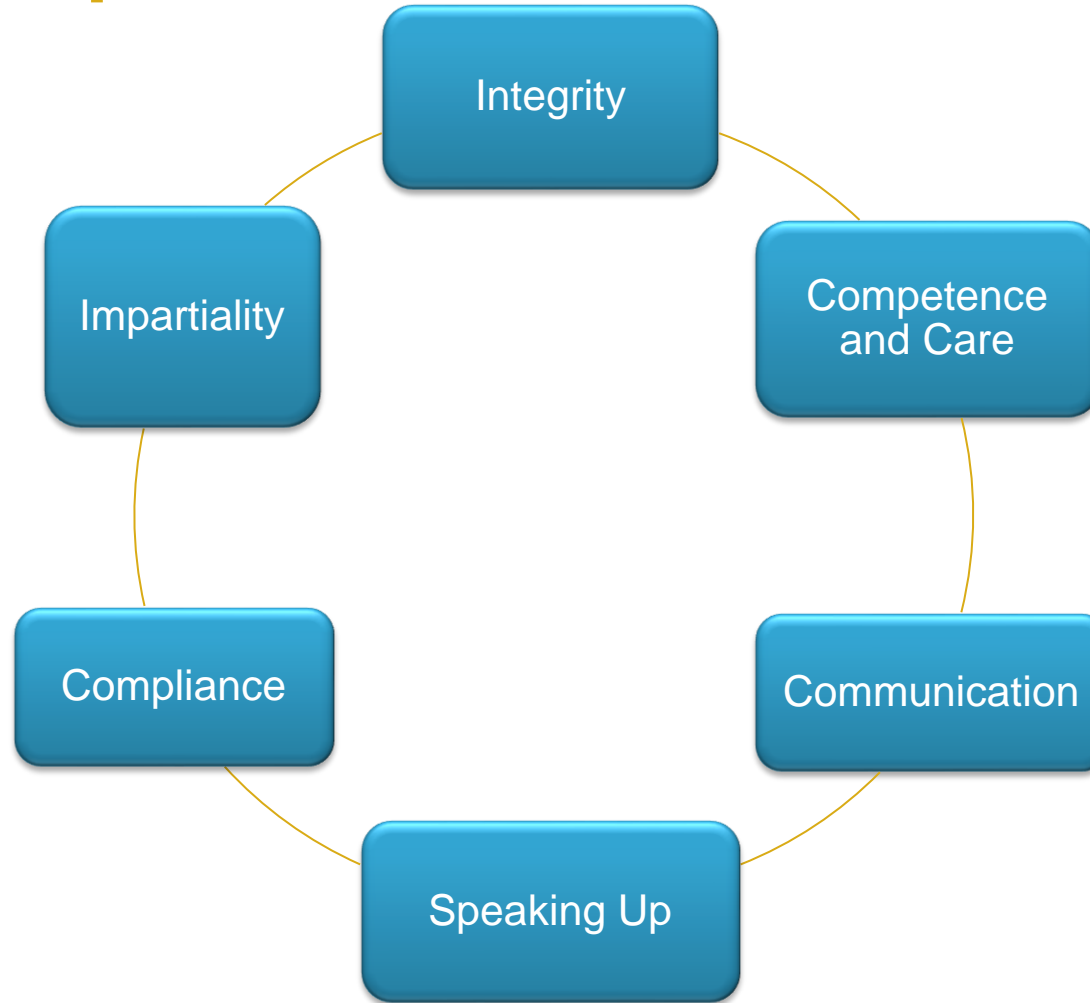 Integrity
Competence
and Care
Communication
Speaking Up
Compliance
Impartiality